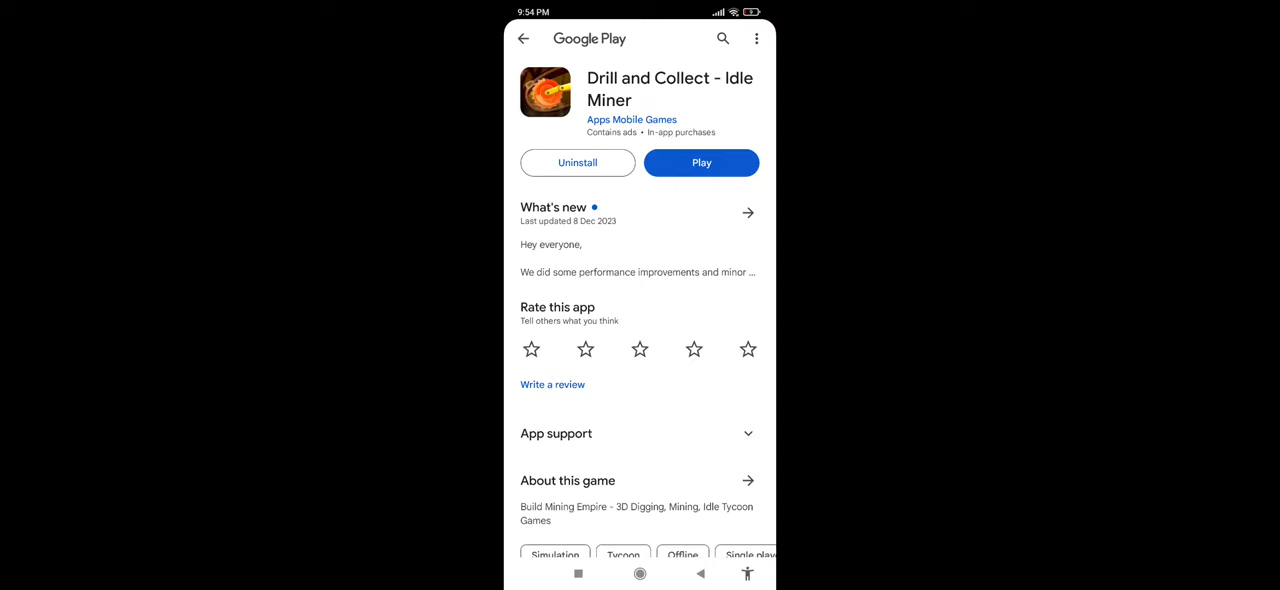 9:54 PM
9
Google Play
Drill and Collect - Idle
Miner
Apps Mobile Games
Contains ads • In-app purchases
Uninstall
Play
What's new
Last updated 8 Dec 2023
Hey everyone,
We did some performance improvements and minor ...
Rate this app
Tell others what you think
Write a review
App support
About this game
Build Mining Empire - 3D Digging, Mining, Idle Tycoon
Games
Simulation
Tycoon
Offline
Single play